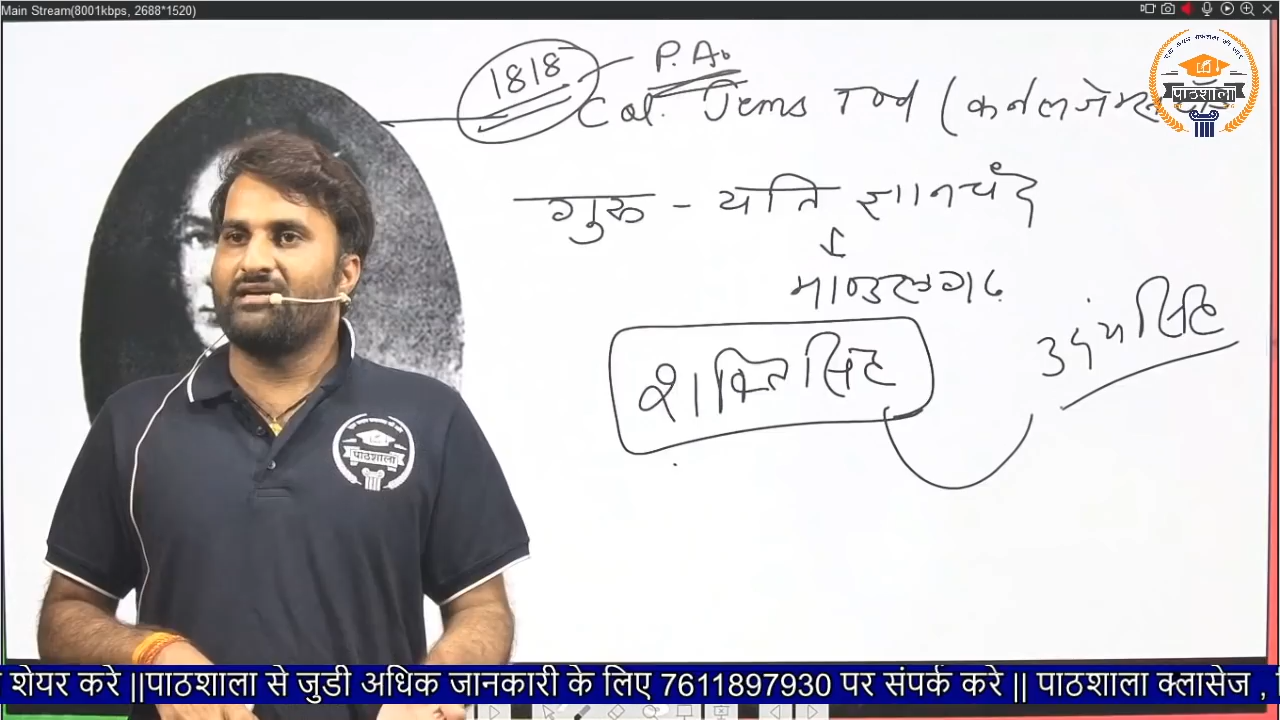 Main Stream(8001kbps, 2688*1520)
1818
P. A.
Col. Jems Tod (कर्नल जेम्स
पाठशाला
गुरु - यति ज्ञानचंद
माण्डलगढ
शक्तिसिंह
उदयसिंह
पाठशाला
शेयर करे ||पाठशाला से जुडी अधिक जानकारी के लिए 7611897930 पर संपर्क करे || पाठशाला क्लासेज ,